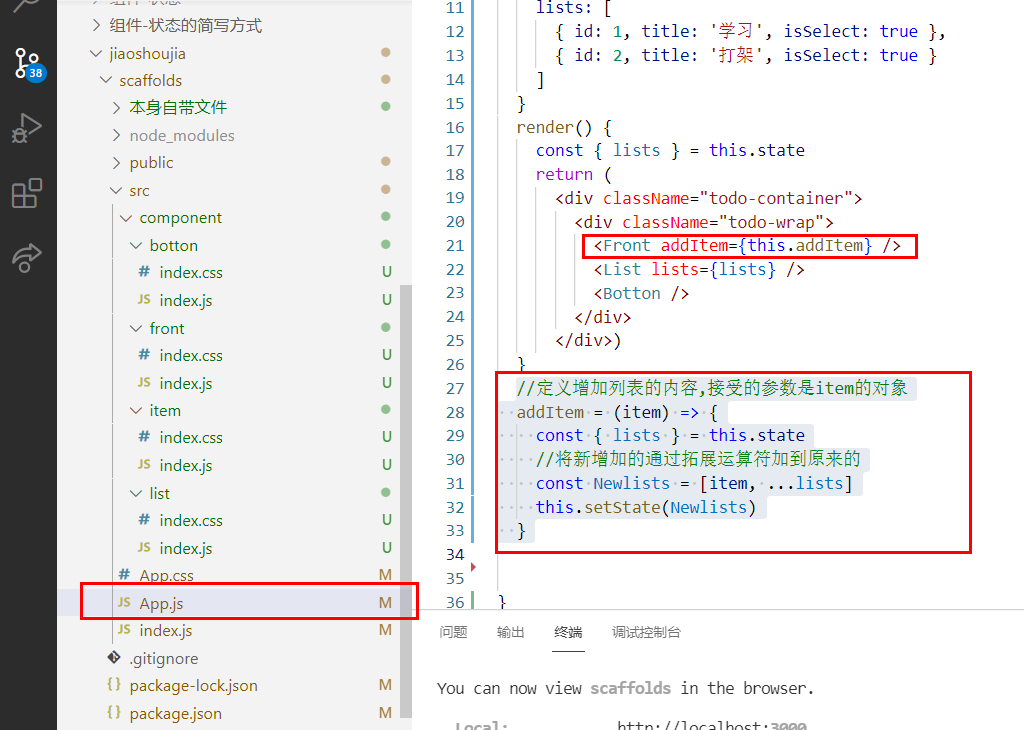 组件-状态
组件-状态的简写方式
jiaoshoujia
scaffolds
本身自带文件
node_modules
public
src
component
botton
# index.css U
JS index.js U
front
# index.css U
JS index.js U
item
# index.css U
JS index.js U
list
# index.css U
JS index.js U
# App.css M
JS App.js M
JS index.js M
.gitignore
{} package-lock.json M
{} package.json M
38
11 lists: [
12 { id: 1, title: '学习', isSelect: true },
13 { id: 2, title: '打架', isSelect: true }
14 ]
15 }
16 render() {
17 const { lists } = this.state
18 return (
19 <div className="todo-container">
20 <div className="todo-wrap">
21 <Front addItem={this.addItem} />
22 <List lists={lists} />
23 <Botton />
24 </div>
25 </div>)
26 }
27 //定义增加列表的内容,接受的参数是item的对象
28 addItem = (item) => {
29 const { lists } = this.state
30 //将新增加的通过拓展运算符加到原来的
31 const Newlists = [item, ...lists]
32 this.setState(Newlists)
33 }
34
35
36 }
问题 输出 终端 调试控制台
You can now view scaffolds in the browser.
Local: http://localhost:3000